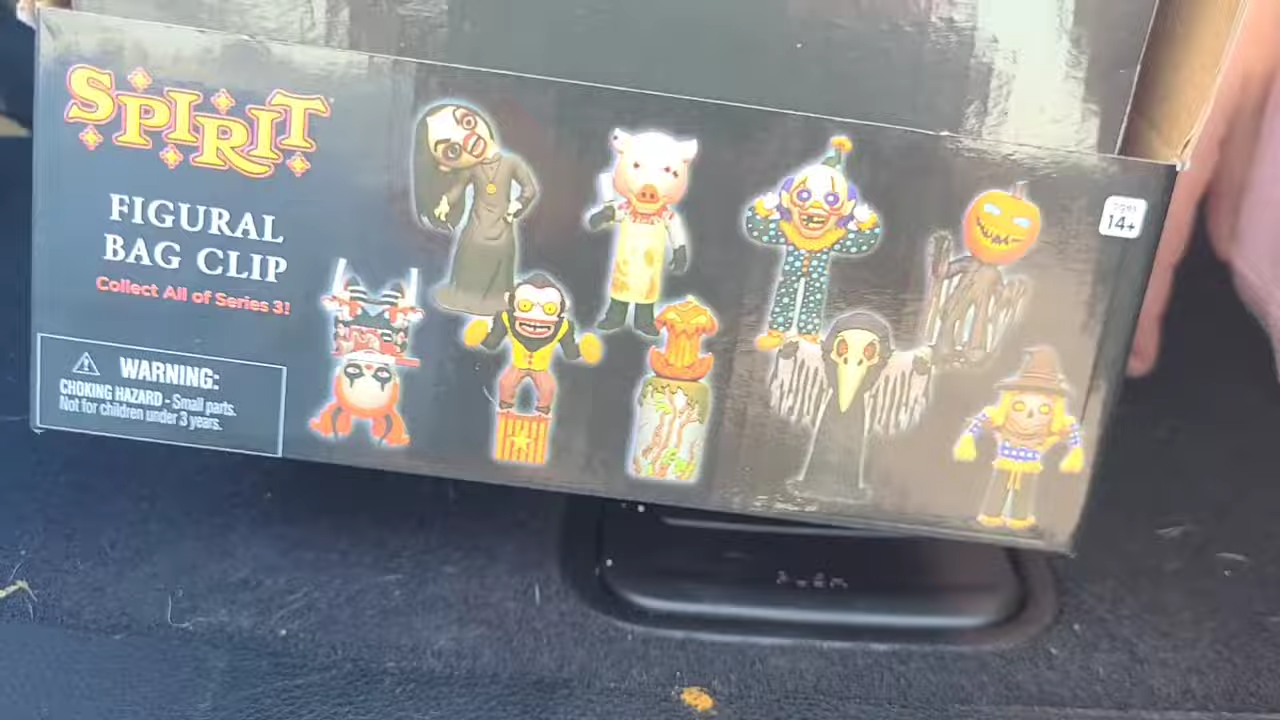 SPIRIT
FIGURAL
BAG CLIP
Collect All of Series 3!
WARNING:
CHOKING HAZARD - Small parts.
Not for children under 3 years.
AGES
14+